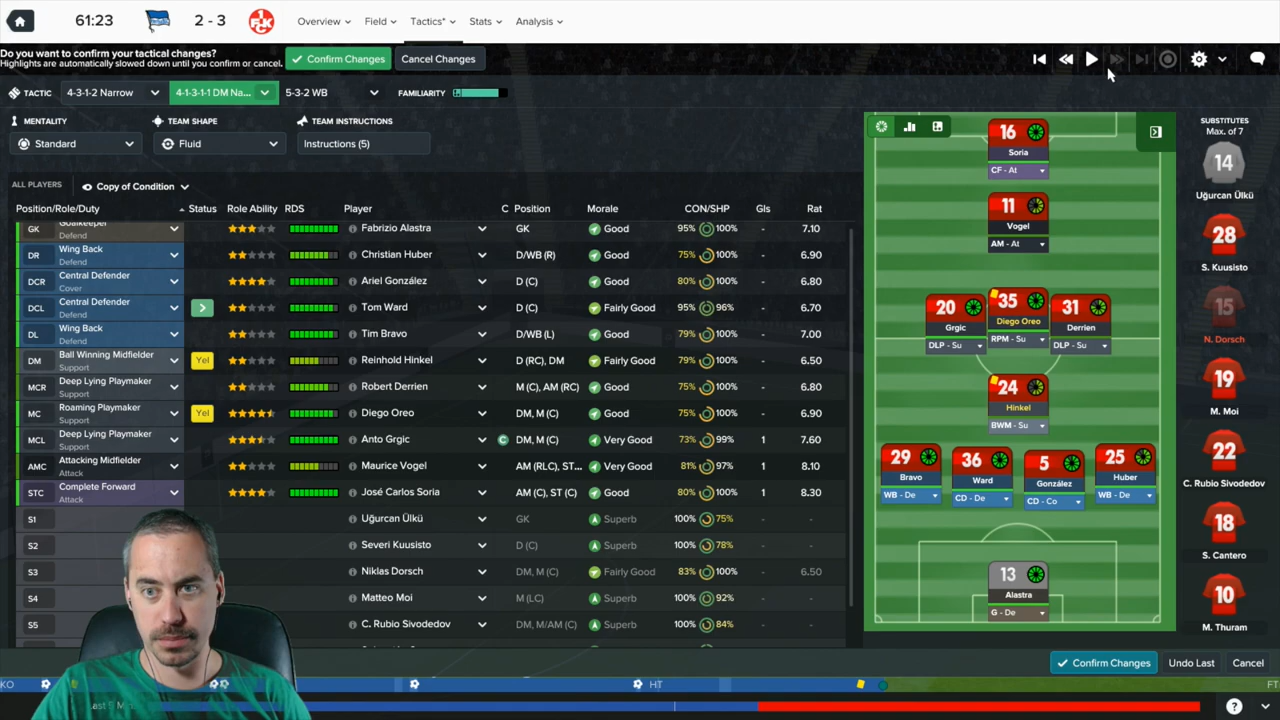 61:23
2 - 3
Overview
Field
Tactics*
Stats
Analysis
Do you want to confirm your tactical changes?
Highlights are automatically slowed down until you confirm or cancel.
Confirm Changes
Cancel Changes
TACTIC
4-3-1-2 Narrow
4-1-3-1-1 DM Na...
5-3-2 WB
FAMILIARITY
MENTALITY
TEAM SHAPE
TEAM INSTRUCTIONS
Standard
Fluid
Instructions (5)
ALL PLAYERS
Copy of Condition
Position/Role/Duty Status Role Ability RDS Player C Position Morale CON/SHP Gls Rat
GK Goalkeeper Defend Fabrizio Alastra GK Good 95% 100% - 7.10
DR Wing Back Defend Christian Huber D/WB (R) Good 75% 100% - 6.90
DCR Central Defender Cover Ariel González D (C) Good 80% 100% - 6.80
DCL Central Defender Defend Tom Ward D (C) Fairly Good 95% 96% - 6.70
DL Wing Back Defend Tim Bravo D/WB (L) Good 79% 100% - 7.00
DM Ball Winning Midfielder Support Yel Reinhold Hinkel D (RC), DM Fairly Good 79% 100% - 6.50
MCR Deep Lying Playmaker Support Robert Derrien M (C), AM (RC) Good 75% 100% - 6.80
MC Roaming Playmaker Support Yel Diego Oreo DM, M (C) Good 75% 100% - 6.90
MCL Deep Lying Playmaker Support Anto Grgic C DM, M (C) Very Good 73% 99% 1 7.60
AMC Attacking Midfielder Attack Maurice Vogel AM (RLC), ST... Very Good 81% 97% 1 8.10
STC Complete Forward Attack José Carlos Soria AM (C), ST (C) Good 80% 100% 1 8.30
S1 Uğurcan Ülkü GK Superb 100% 75% - -
S2 Severi Kuusisto D (C) Superb 100% 78% - -
S3 Niklas Dorsch DM, M (C) Fairly Good 83% 100% - 6.50
S4 Matteo Moi M (LC) Superb 100% 92% - -
S5 C. Rubio Sivodedov DM, M/AM (C) Superb 100% 84% - -
16
Soria
CF - At
11
Vogel
AM - At
20 35 31
Grgic Diego Oreo Derrien
DLP - Su RPM - Su DLP - Su
24
Hinkel
BWM - Su
29 36 5 25
Bravo Ward González Huber
WB - De CD - De CD - Co WB - De
13
Alastra
G - De
SUBSTITUTES
Max. of 7
14
Uğurcan Ülkü
28
S. Kuusisto
15
N. Dorsch
19
M. Moi
22
C. Rubio Sivodedov
18
S. Cantero
10
M. Thuram
Confirm Changes
Undo Last
Cancel
KO
HT
FT
?